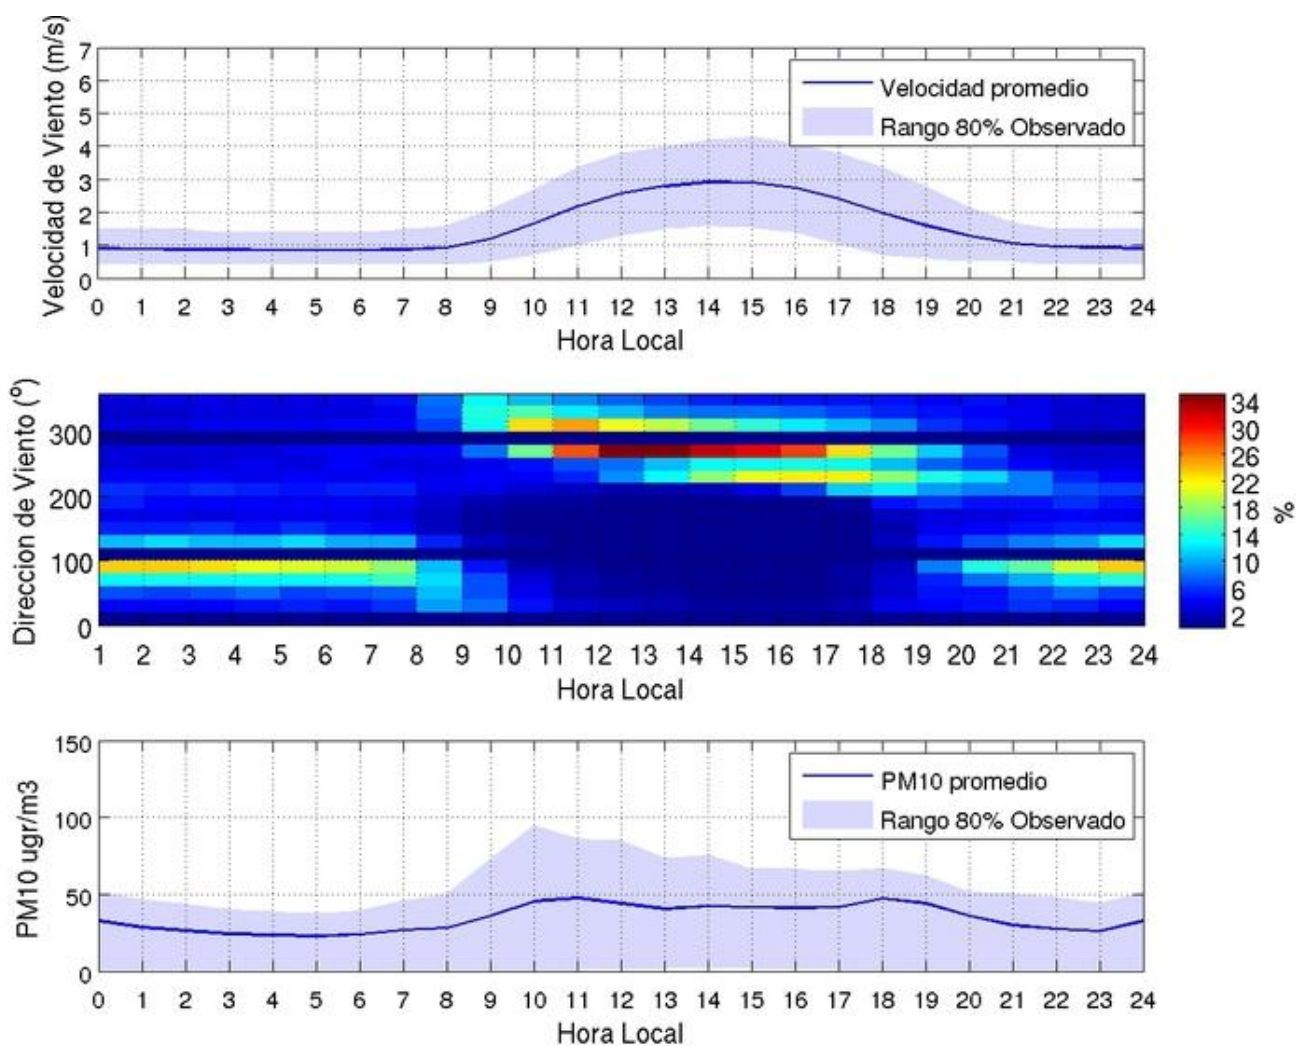 Velocidad de Viento (m/s)
7
6
5
4
3
2
1
0
Velocidad promedio
Rango 80% Observado
0 1 2 3 4 5 6 7 8 9 10 11 12 13 14 15 16 17 18 19 20 21 22 23 24
Hora Local
Direccion de Viento (º)
300
200
100
0
34
30
26
22
18
14
10
6
2
%
1 2 3 4 5 6 7 8 9 10 11 12 13 14 15 16 17 18 19 20 21 22 23 24
Hora Local
PM10 ugr/m3
150
100
50
0
PM10 promedio
Rango 80% Observado
0 1 2 3 4 5 6 7 8 9 10 11 12 13 14 15 16 17 18 19 20 21 22 23 24
Hora Local